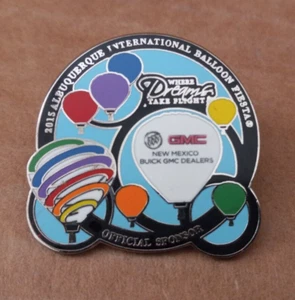 2015 ALBUQUERQUE INTERNATIONAL BALLOON FIESTA®
WHERE
Dreams
TAKE FLIGHT
GMC
NEW MEXICO
BUICK GMC DEALERS
OFFICIAL SPONSOR